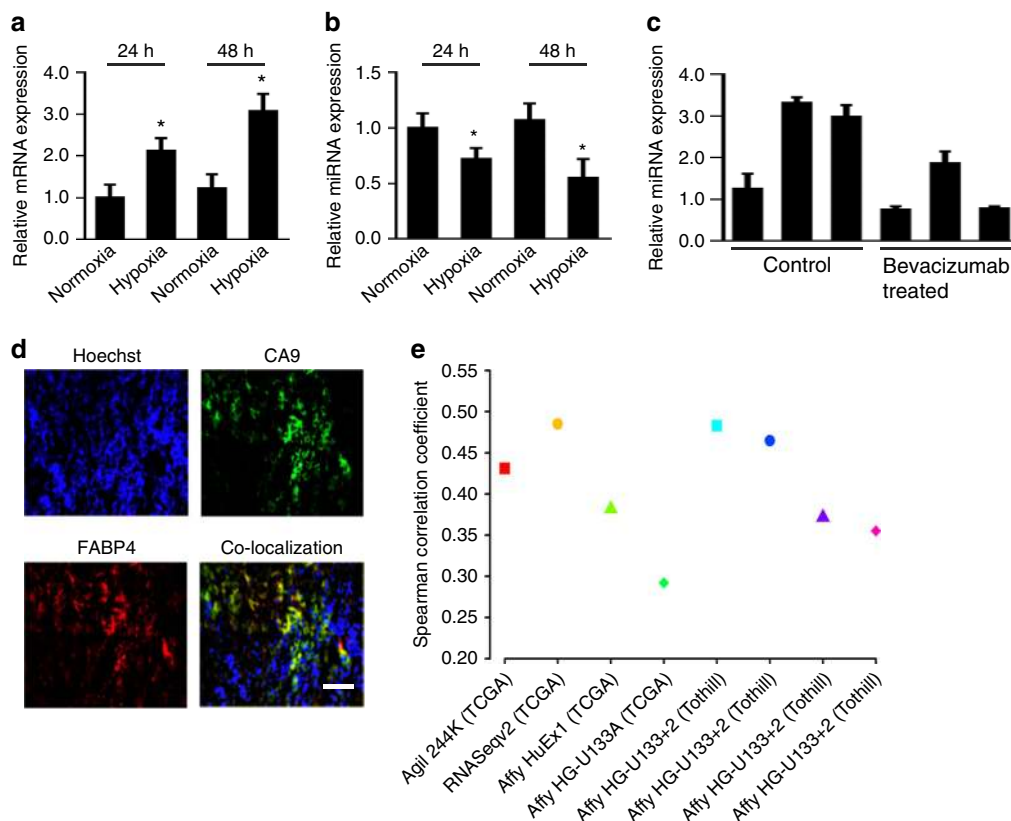 a
24 h 48 h
Relative mRNA expression
4.0
3.0
2.0
1.0
0.0
* *
Normoxia Hypoxia Normoxia Hypoxia
b
24 h 48 h
Relative miRNA expression
1.5
1.0
0.5
0.0
* *
Normoxia Hypoxia Normoxia Hypoxia
c
Relative miRNA expression
4.0
3.0
2.0
1.0
0.0
Control
Bevacizumab
treated
d
Hoechst CA9
FABP4 Co-localization
e
Spearman correlation coefficient
0.55
0.50
0.45
0.40
0.35
0.30
0.25
0.20
Agil 244K (TCGA)
RNASeqv2 (TCGA)
Affy HuEx1 (TCGA)
Affy HG-U133A (TCGA)
Affy HG-U133+2 (Tothill)
Affy HG-U133+2 (Tothill)
Affy HG-U133+2 (Tothill)
Affy HG-U133+2 (Tothill)